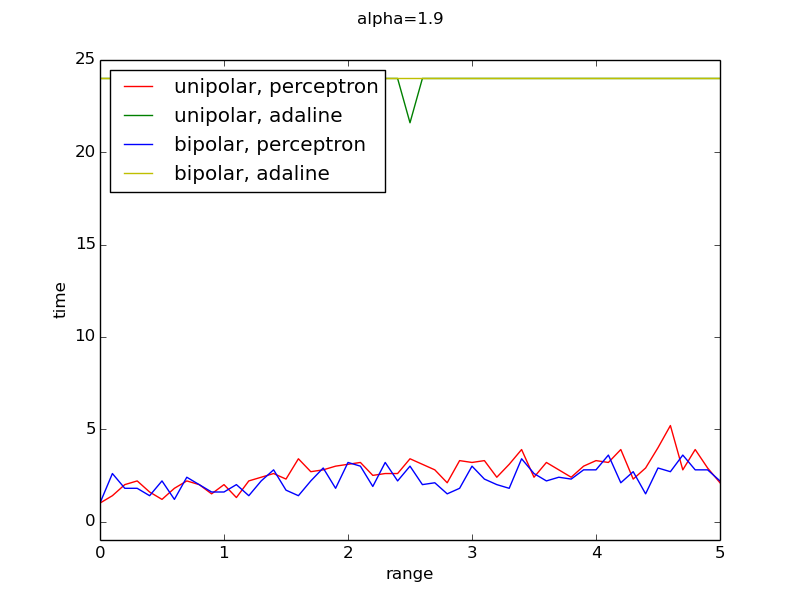 alpha=1.9
25
20
15
10
5
0
time
unipolar, perceptron
unipolar, adaline
bipolar, perceptron
bipolar, adaline
0 1 2 3 4 5
range